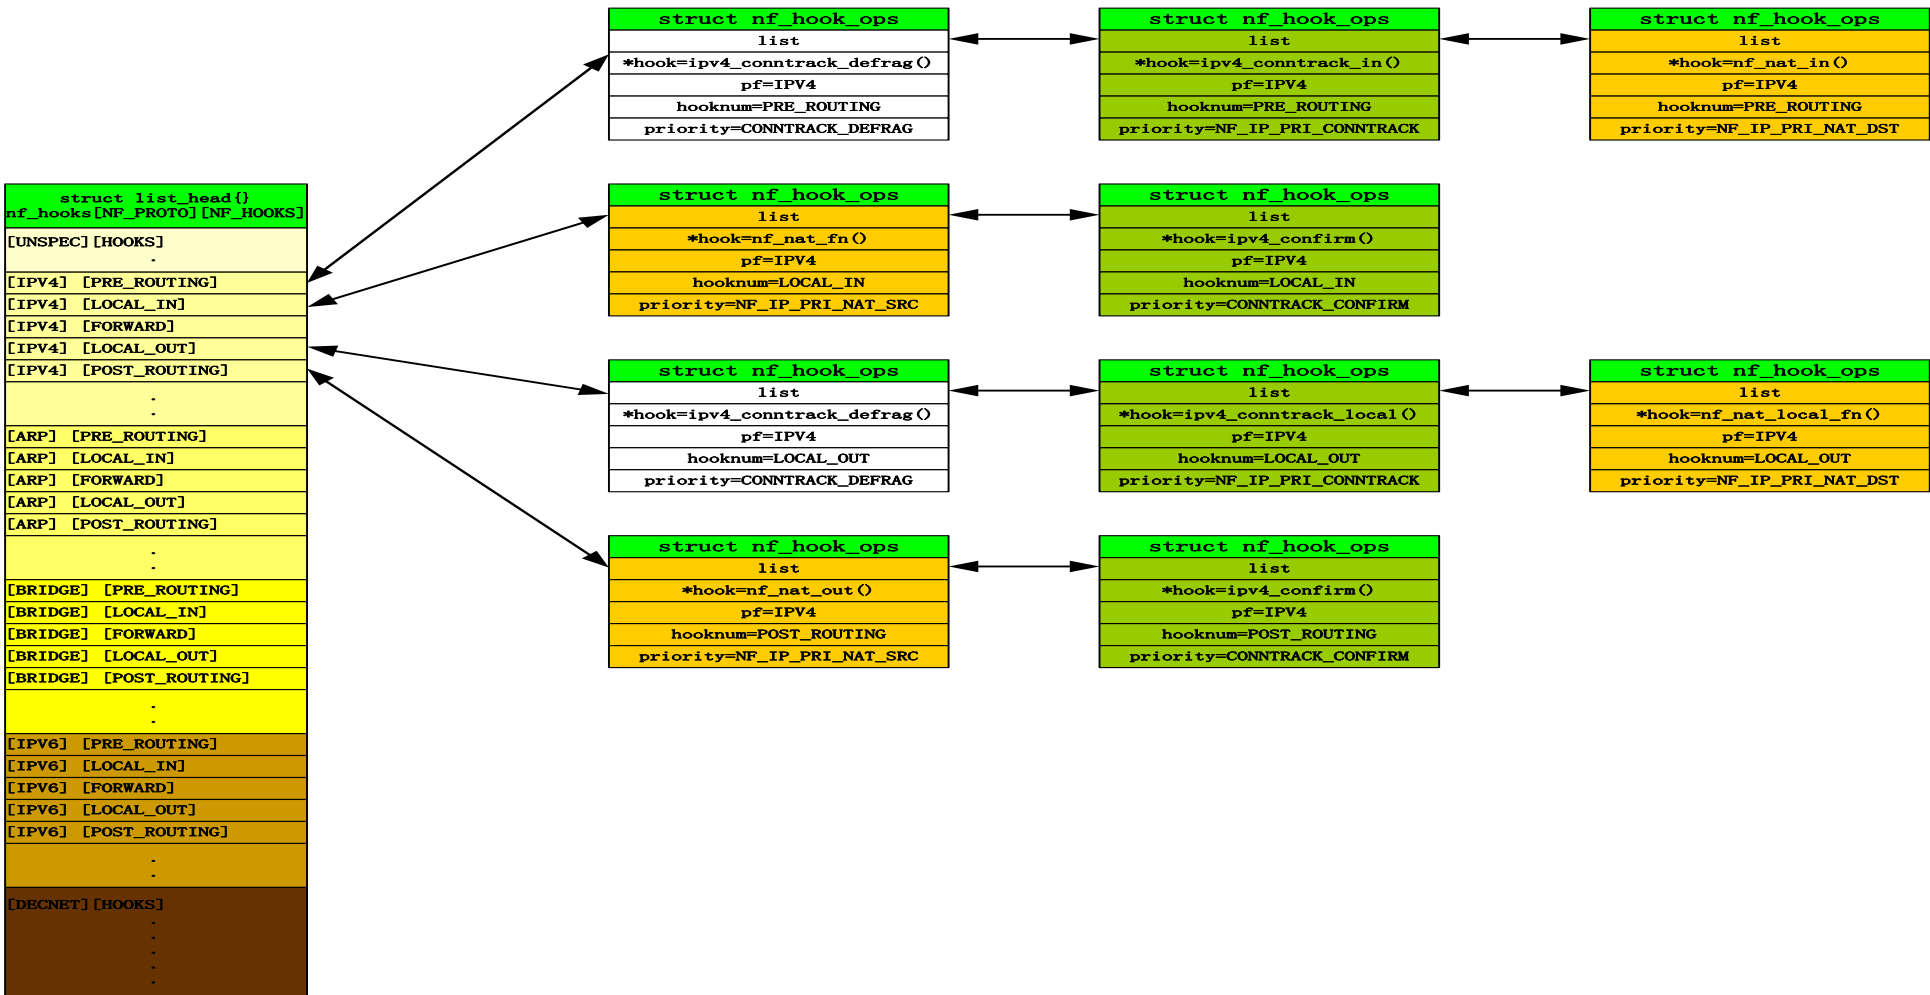 struct nf_hook_ops
list
*hook=ipv4_conntrack_defrag()
pf=IPV4
hooknum=PRE_ROUTING
priority=CONNTRACK_DEFRAG
struct nf_hook_ops
list
*hook=ipv4_conntrack_in()
pf=IPV4
hooknum=PRE_ROUTING
priority=NF_IP_PRI_CONNTRACK
struct nf_hook_ops
list
*hook=nf_nat_in()
pf=IPV4
hooknum=PRE_ROUTING
priority=NF_IP_PRI_NAT_DST
struct list_head{}
nf_hooks[NF_PROTO][NF_HOOKS]
[UNSPEC][HOOKS]
.
[IPV4] [PRE_ROUTING]
[IPV4] [LOCAL_IN]
[IPV4] [FORWARD]
[IPV4] [LOCAL_OUT]
[IPV4] [POST_ROUTING]
.
.
[ARP] [PRE_ROUTING]
[ARP] [LOCAL_IN]
[ARP] [FORWARD]
[ARP] [LOCAL_OUT]
[ARP] [POST_ROUTING]
.
.
[BRIDGE] [PRE_ROUTING]
[BRIDGE] [LOCAL_IN]
[BRIDGE] [FORWARD]
[BRIDGE] [LOCAL_OUT]
[BRIDGE] [POST_ROUTING]
.
.
[IPV6] [PRE_ROUTING]
[IPV6] [LOCAL_IN]
[IPV6] [FORWARD]
[IPV6] [LOCAL_OUT]
[IPV6] [POST_ROUTING]
.
.
[DECNET][HOOKS]
.
.
.
.
.
struct nf_hook_ops
list
*hook=nf_nat_fn()
pf=IPV4
hooknum=LOCAL_IN
priority=NF_IP_PRI_NAT_SRC
struct nf_hook_ops
list
*hook=ipv4_confirm()
pf=IPV4
hooknum=LOCAL_IN
priority=CONNTRACK_CONFIRM
struct nf_hook_ops
list
*hook=ipv4_conntrack_defrag()
pf=IPV4
hooknum=LOCAL_OUT
priority=CONNTRACK_DEFRAG
struct nf_hook_ops
list
*hook=ipv4_conntrack_local()
pf=IPV4
hooknum=LOCAL_OUT
priority=NF_IP_PRI_CONNTRACK
struct nf_hook_ops
list
*hook=nf_nat_local_fn()
pf=IPV4
hooknum=LOCAL_OUT
priority=NF_IP_PRI_NAT_DST
struct nf_hook_ops
list
*hook=nf_nat_out()
pf=IPV4
hooknum=POST_ROUTING
priority=NF_IP_PRI_NAT_SRC
struct nf_hook_ops
list
*hook=ipv4_confirm()
pf=IPV4
hooknum=POST_ROUTING
priority=CONNTRACK_CONFIRM